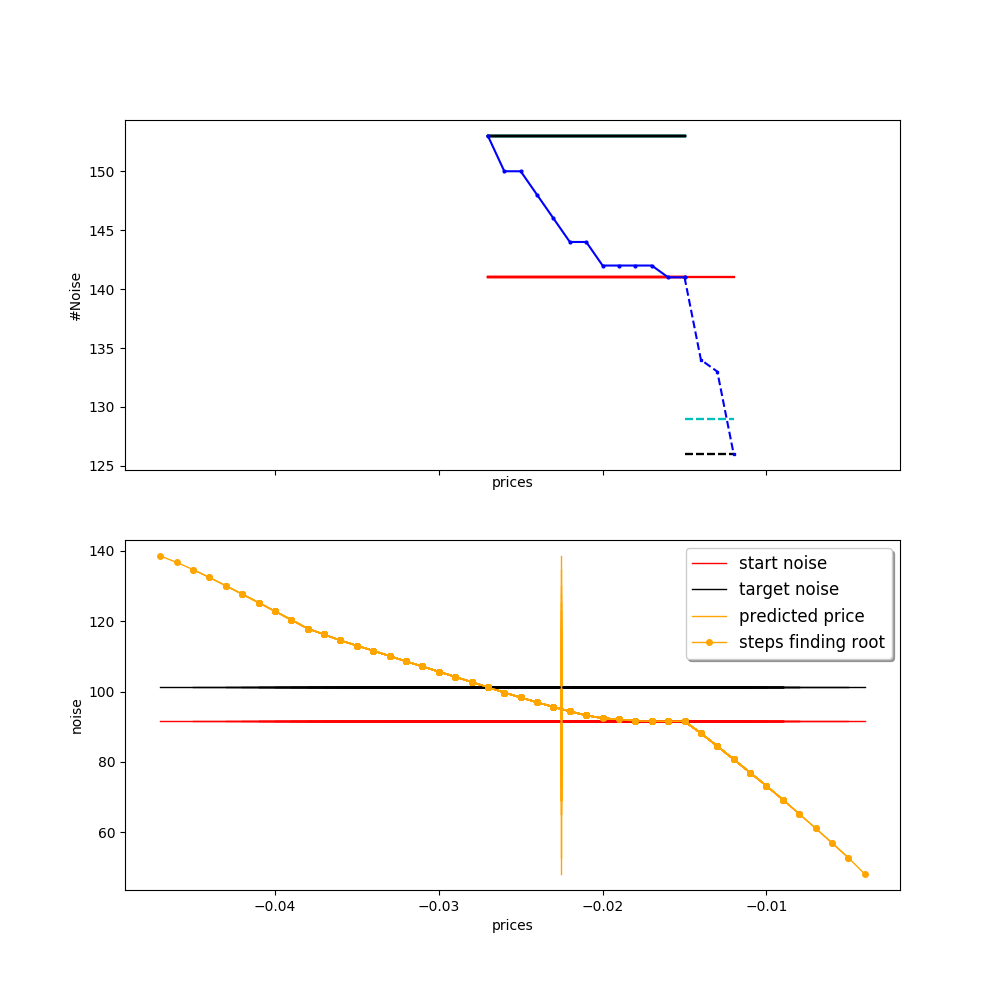 150
145
140
135
130
125
#Noise
prices
140
120
100
80
60
noise
start noise
target noise
predicted price
steps finding root
−0.04
−0.03
−0.02
−0.01
prices